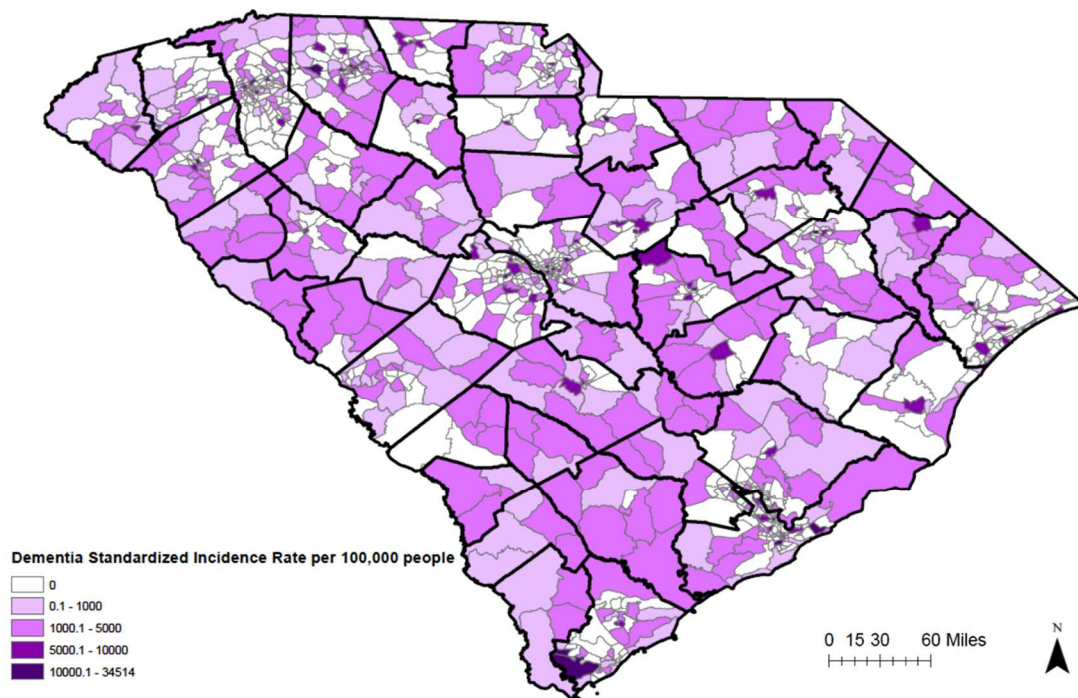 Dementia Standardized Incidence Rate per 100,000 people
0
0.1 - 1000
1000.1 - 5000
5000.1 - 10000
10000.1 - 34514
0 15 30 60 Miles
N